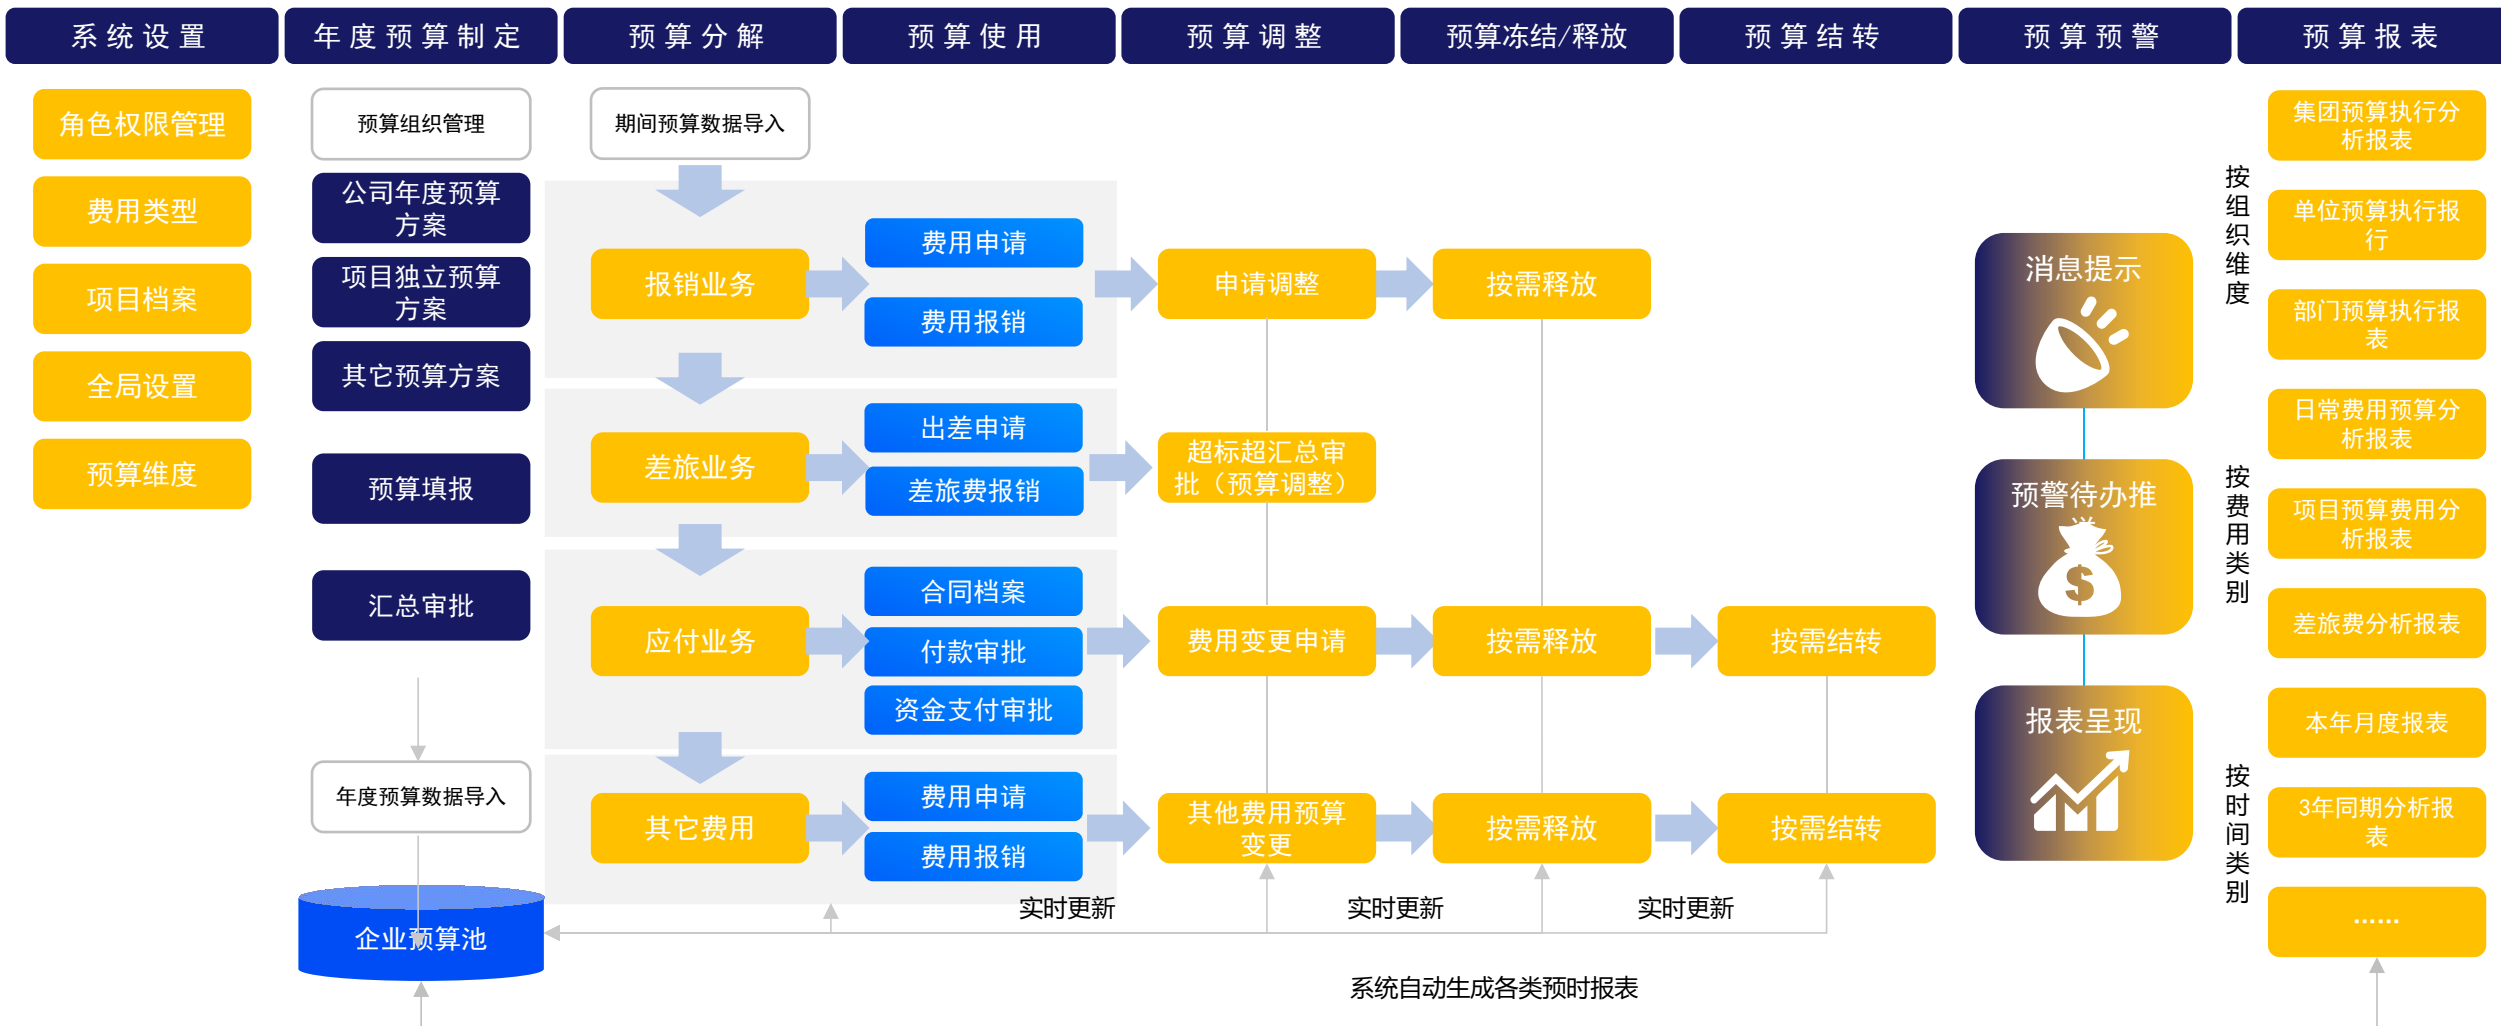 系统设置
年度预算制定
预算分解
预算使用
预算调整
预算冻结/释放
预算结转
预算预警
预算报表
角色权限管理
费用类型
项目档案
全局设置
预算维度
预算组织管理
公司年度预算
方案
项目独立预算
方案
其它预算方案
预算填报
汇总审批
年度预算数据导入
企业预算池
期间预算数据导入
报销业务
差旅业务
应付业务
其它费用
费用申请
费用报销
出差申请
差旅费报销
合同档案
付款审批
资金支付审批
费用申请
费用报销
申请调整
超标超汇总审
批（预算调整）
费用变更申请
其他费用预算
变更
按需释放
按需释放
按需释放
按需结转
按需结转
实时更新
实时更新
实时更新
系统自动生成各类预时报表
消息提示
预警待办推
送
报表呈现
按组织维度
按费用类别
按时间类别
集团预算执行分
析报表
单位预算执行报
行
部门预算执行报
表
日常费用预算分
析报表
项目预算费用分
析报表
差旅费分析报表
本年月度报表
3年同期分析报
表
……